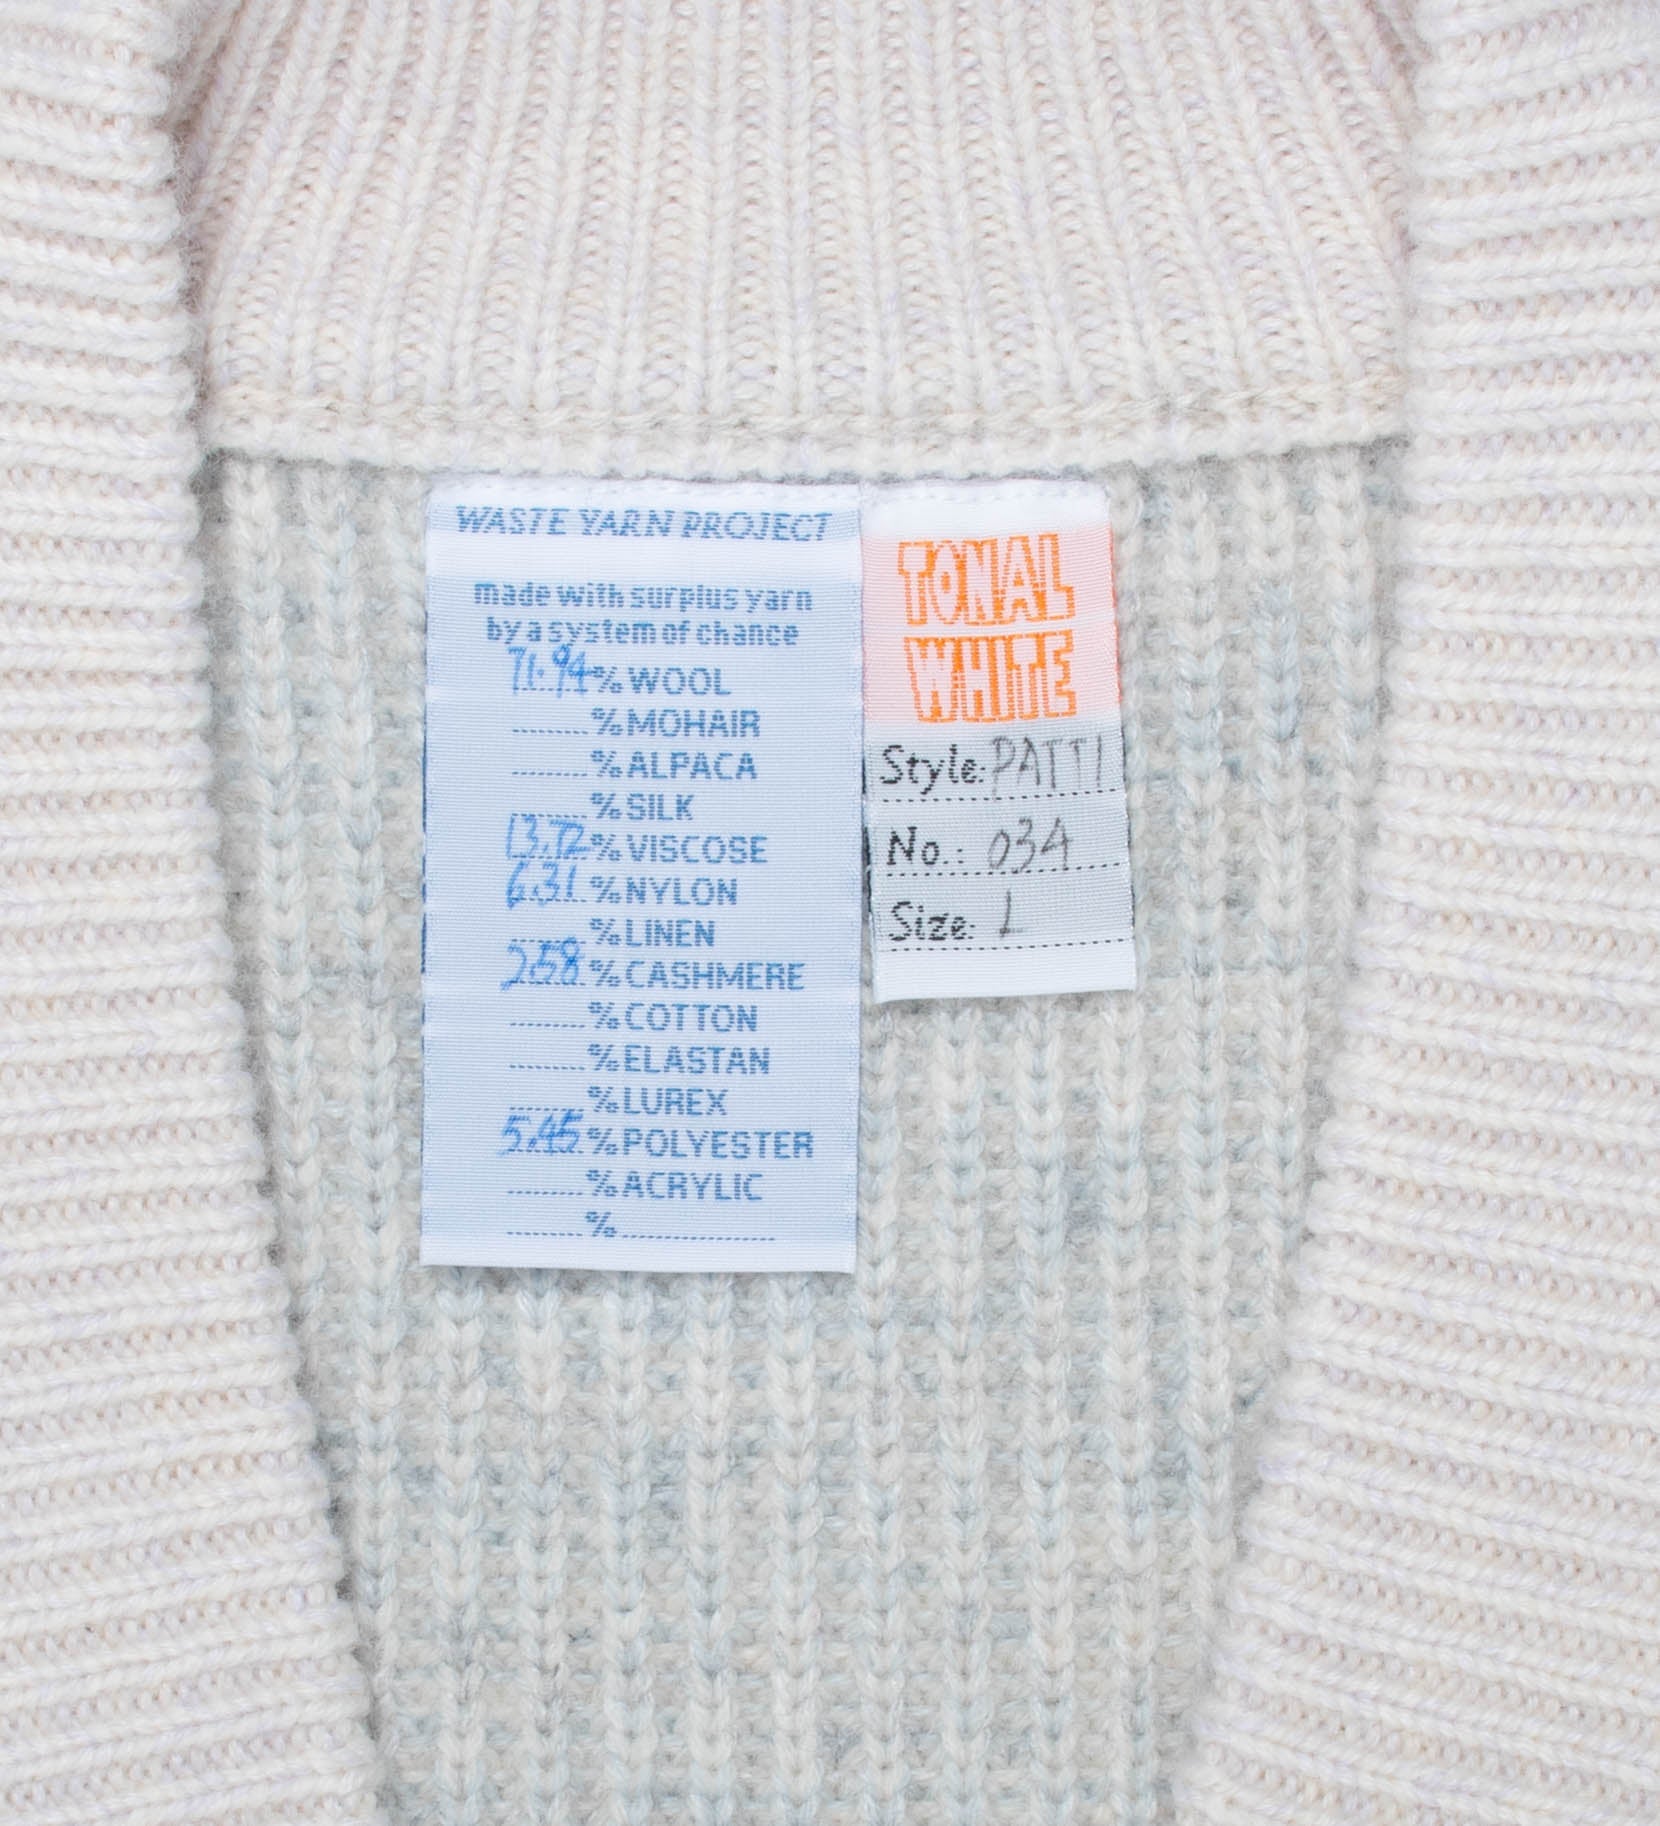 WASTE YARN PROJECT
made with surplus yarn
by a system of chance
71.94% WOOL
..........% MOHAIR
..........% ALPACA
..........% SILK
13.72% VISCOSE
6.31% NYLON
..........% LINEN
2.58% CASHMERE
..........% COTTON
..........% ELASTAN
..........% LUREX
5.45% POLYESTER
..........% ACRYLIC
..........% ....................
TONAL
WHITE
Style: PATTI
No.: 034
Size: L